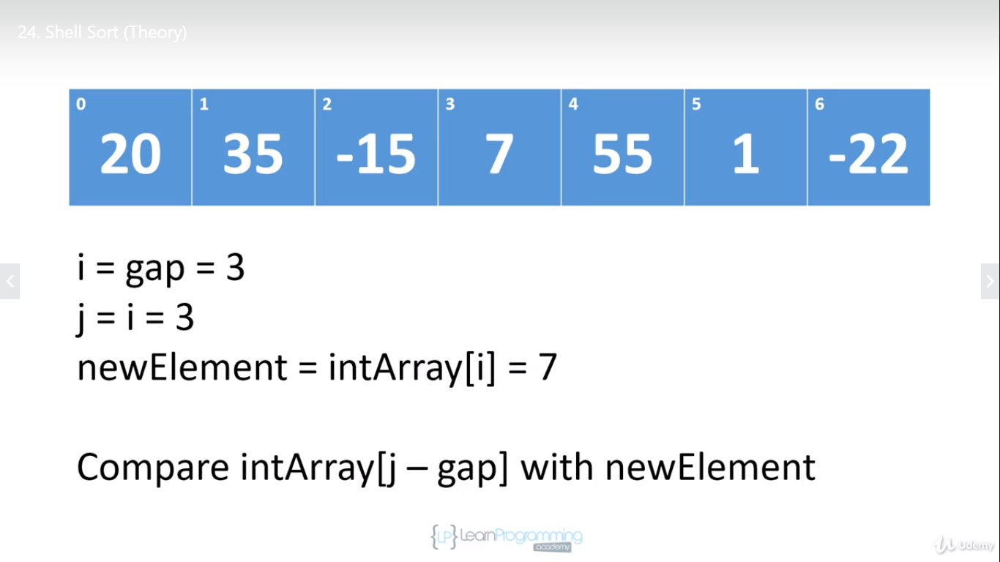 24. Shell Sort (Theory)
0 1 2 3 4 5 6
20 35 -15 7 55 1 -22
i = gap = 3
j = i = 3
newElement = intArray[i] = 7
Compare intArray[j – gap] with newElement
{LP} LearnProgramming
academy
Udemy